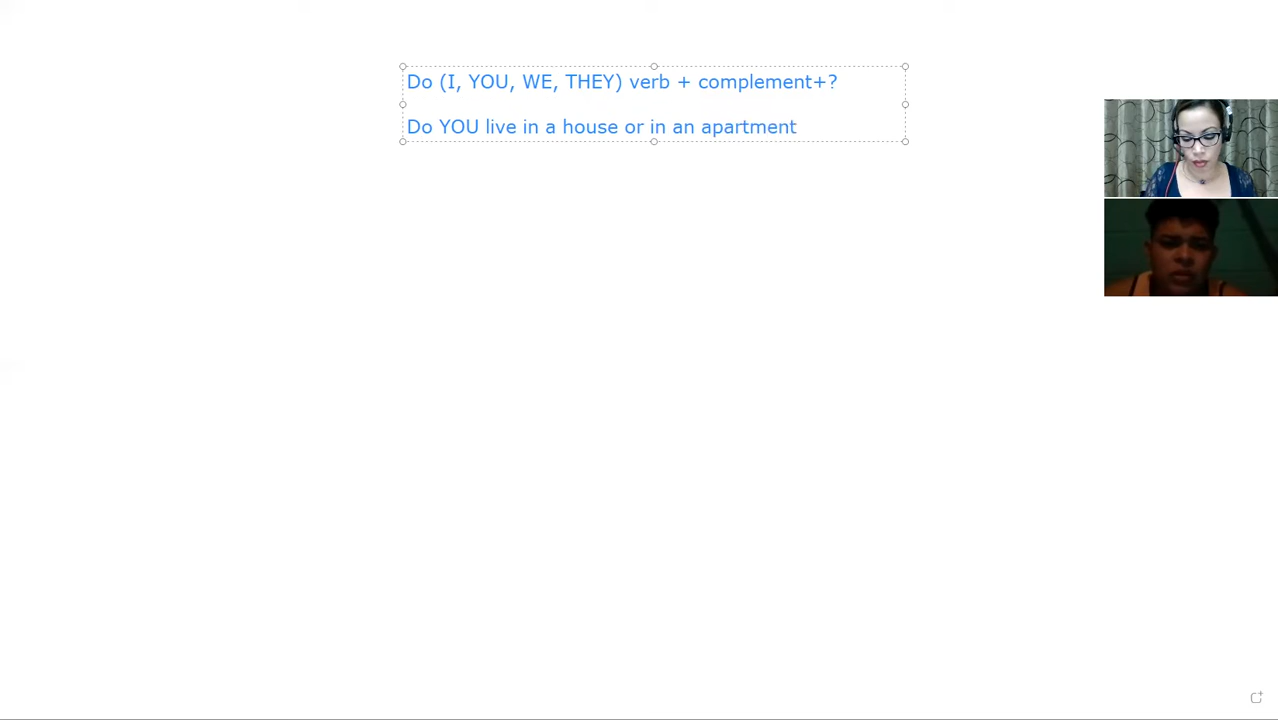 Do (I, YOU, WE, THEY) verb + complement+?
Do YOU live in a house or in an apartment